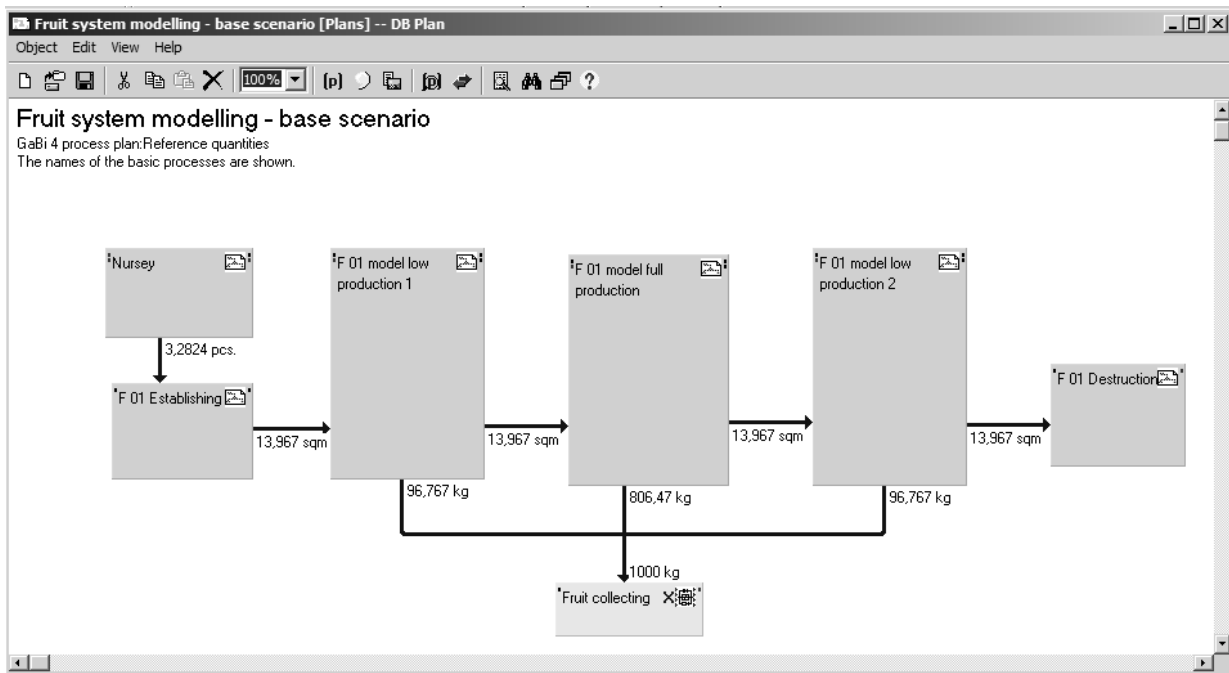 Fruit system modelling - base scenario [Plans] -- DB Plan
Object Edit View Help
100% (p) (p) ?
Fruit system modelling - base scenario
GaBi 4 process plan:Reference quantities
The names of the basic processes are shown.
Nursey
F 01 model low
production 1
F 01 model full
production
F 01 model low
production 2
3,2824 pcs.
F 01 Establishing
F 01 Destruction
13,967 sqm
13,967 sqm
13,967 sqm
13,967 sqm
96,767 kg
806,47 kg
96,767 kg
1000 kg
Fruit collecting X